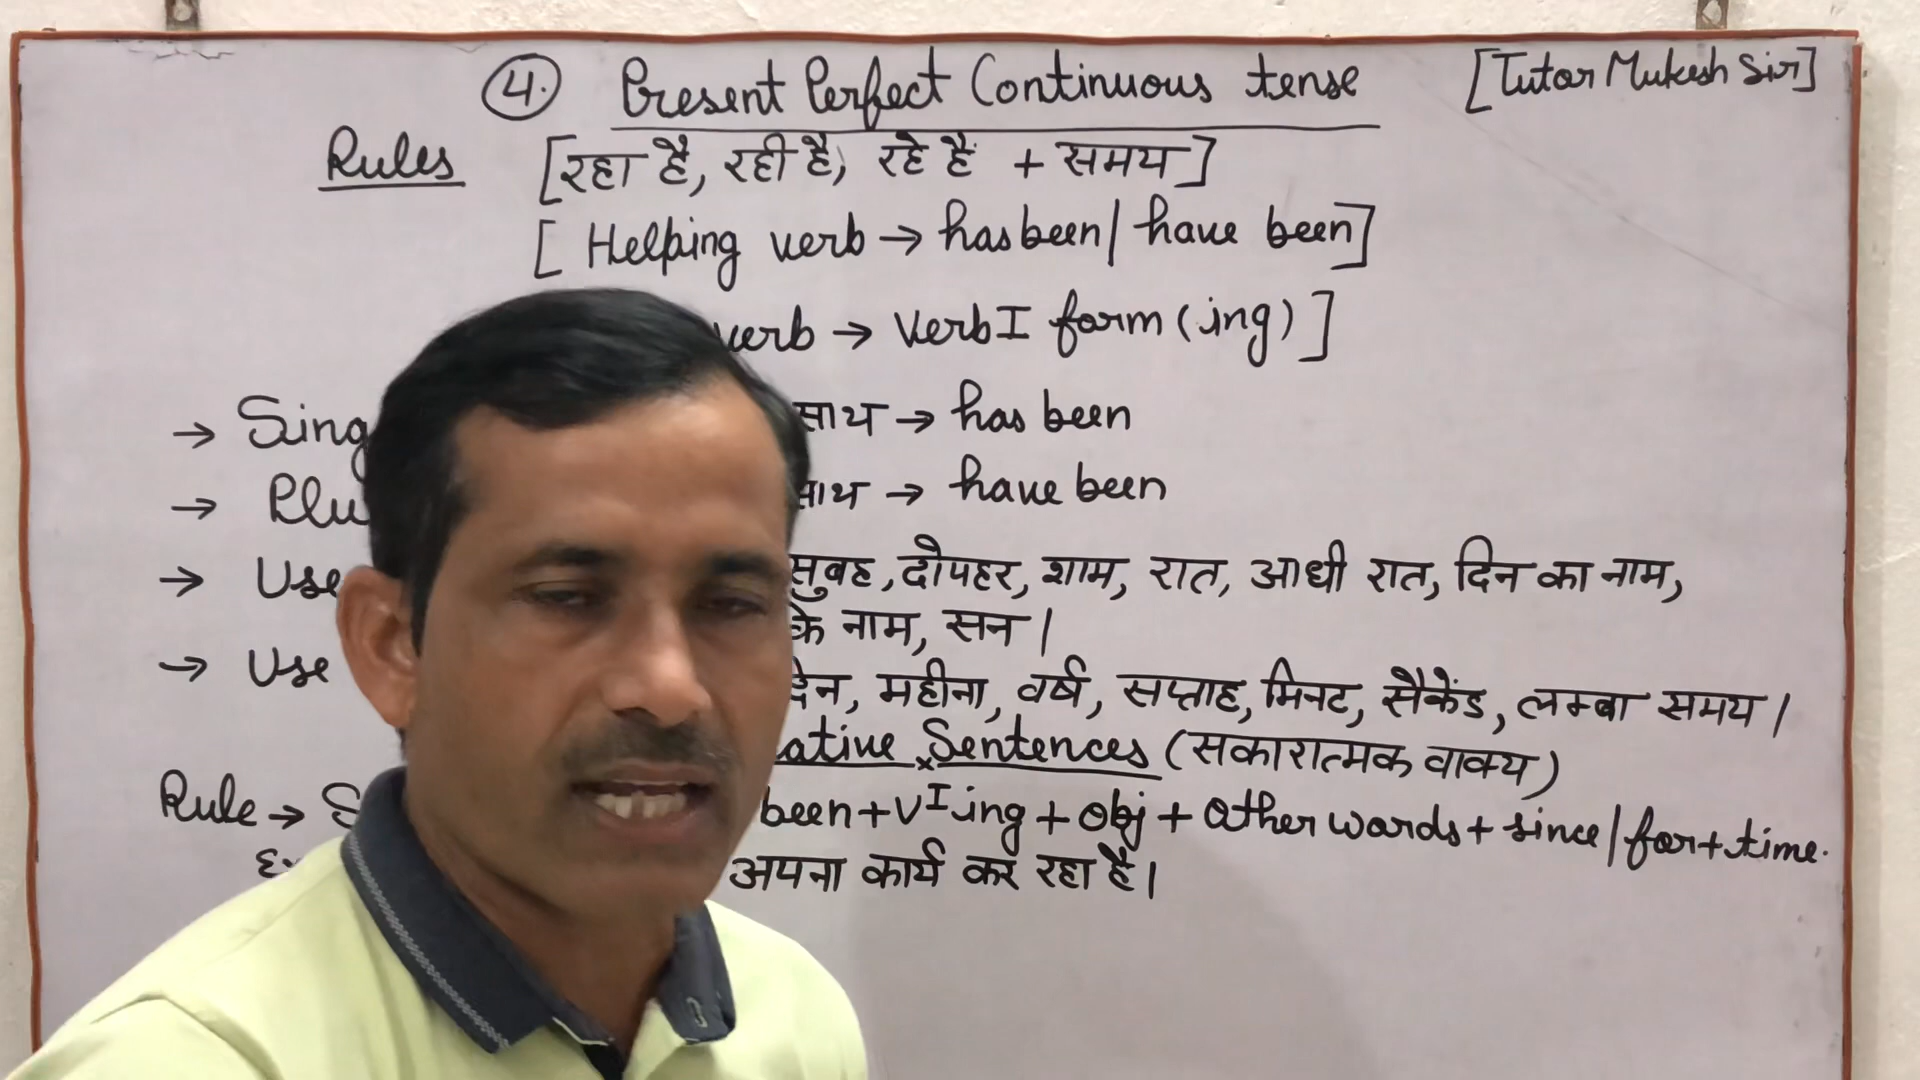 4. Present Perfect Continuous tense [Tutor Mukesh Sir]
Rules [रहा है, रही है, रहे हैं + समय]
[Helping verb → has been/ have been]
verb → Verb I form (ing)]
→ Sing साथ → has been
→ Plu साथ → have been
→ Use सुबह, दोपहर, शाम, रात, आधी रात, दिन का नाम,
के नाम, सन।
→ Use महीना, वर्ष, सप्ताह, मिनट, सैकेंड, लम्बा समय।
ative Sentences (सकारात्मक वाक्य)
Rule → S been + V I ing + obj + other words + since/for + time.
Ex अपना कार्य कर रहा है।